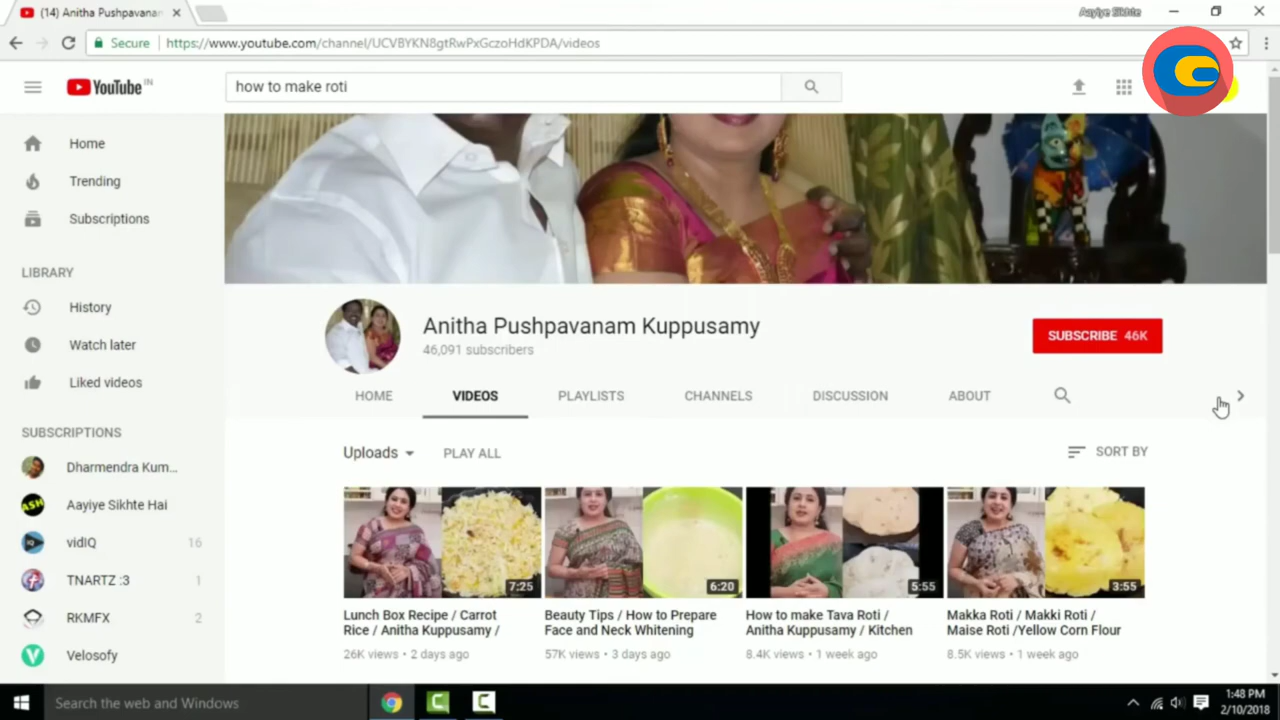 (14) Anitha Pushpavanam
Aayiye Sikhte
Secure
https://www.youtube.com/channel/UCVBYKN8gtRwPxGczoHdKPDA/videos
YouTube IN
how to make roti
Home
Trending
Subscriptions
LIBRARY
History
Watch later
Liked videos
SUBSCRIPTIONS
Dharmendra Kum...
Aayiye Sikhte Hai
vidIQ 16
TNARTZ :3 1
RKMFX 2
Velosofy
Anitha Pushpavanam Kuppusamy
46,091 subscribers
SUBSCRIBE 46K
HOME VIDEOS PLAYLISTS CHANNELS DISCUSSION ABOUT
Uploads PLAY ALL SORT BY
7:25
Lunch Box Recipe / Carrot
Rice / Anitha Kuppusamy /
26K views • 2 days ago
6:20
Beauty Tips / How to Prepare
Face and Neck Whitening
57K views • 3 days ago
5:55
How to make Tava Roti /
Anitha Kuppusamy / Kitchen
8.4K views • 1 week ago
3:55
Makka Roti / Makki Roti /
Maise Roti /Yellow Corn Flour
8.5K views • 1 week ago
Search the web and Windows
1:48 PM
2/10/2018